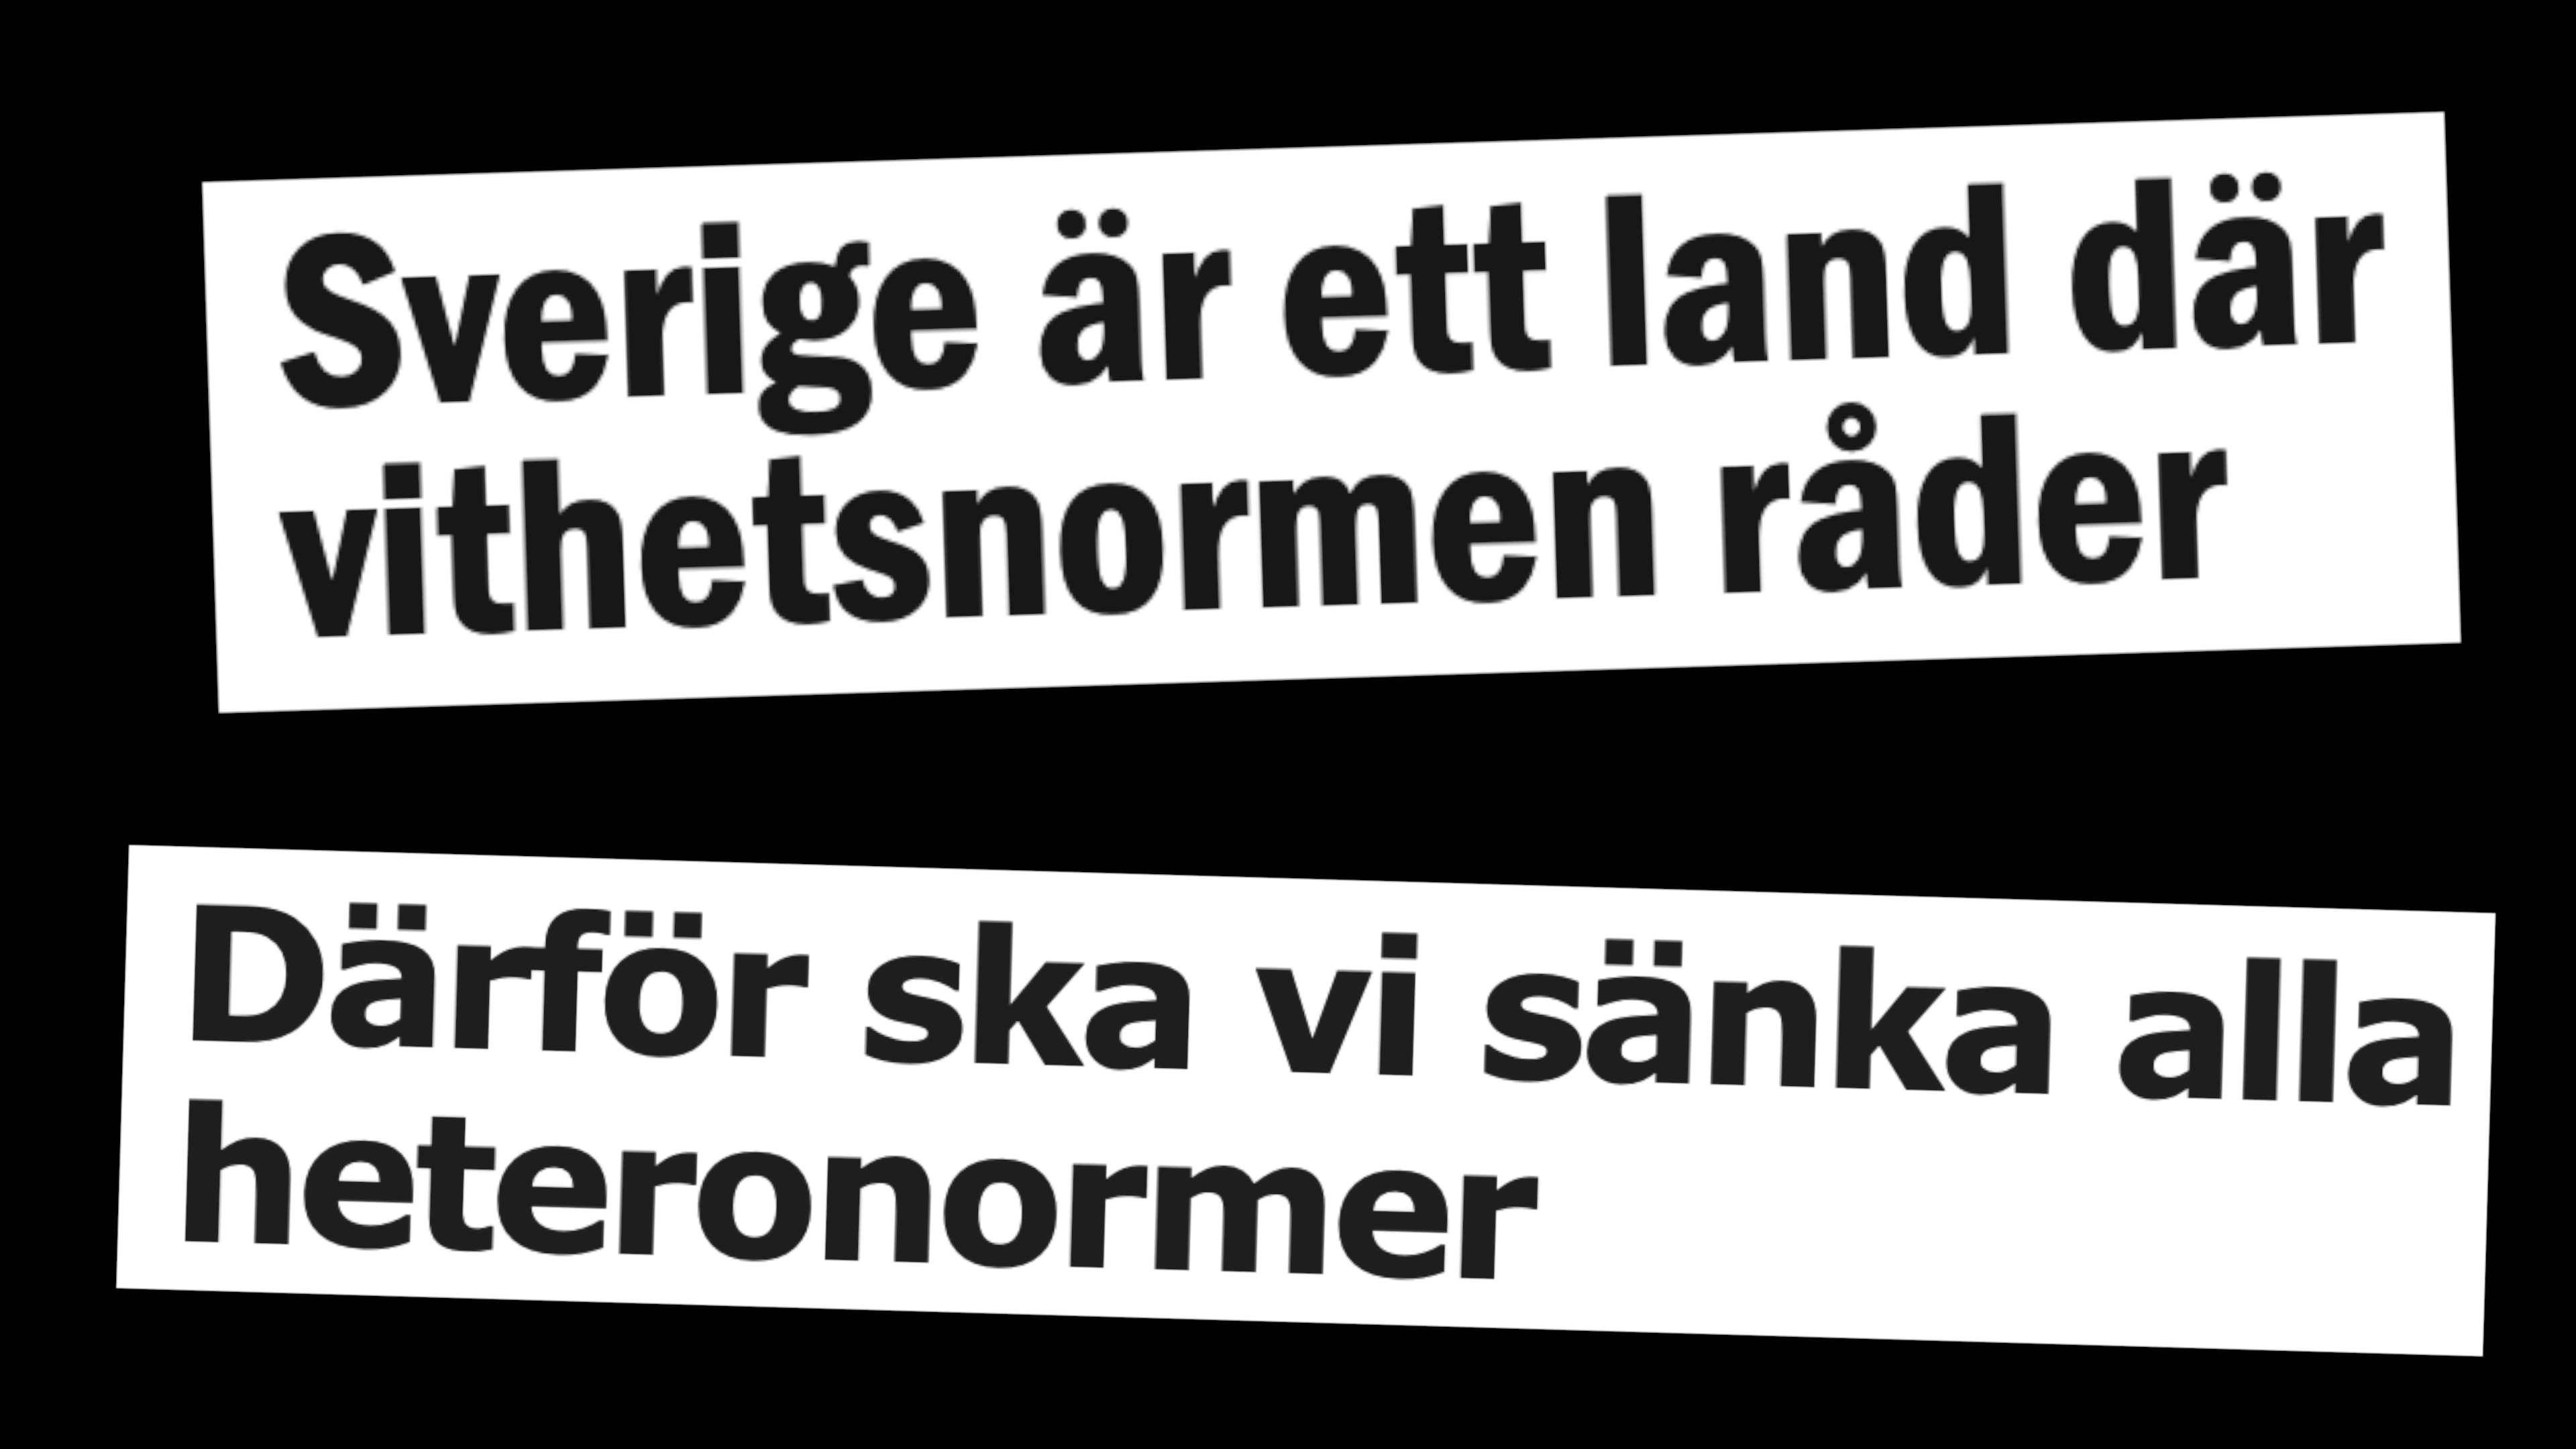 Sverige är ett land där
vithetsnormen råder
Därför ska vi sänka alla
heteronormer